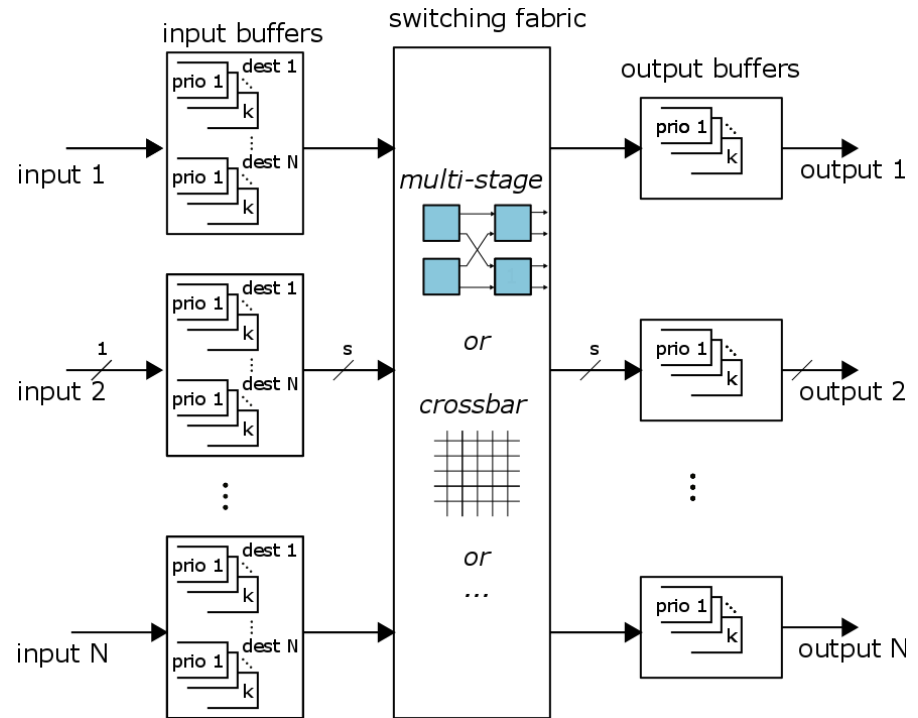 switching fabric
input buffers
output buffers
dest 1
prio 1
k
dest N
prio 1
k
prio 1
k
input 1
output 1
multi-stage
dest 1
prio 1
k
dest N
prio 1
k
1
s
or
s
prio 1
k
input 2
output 2
crossbar
dest 1
prio 1
k
dest N
prio 1
k
or
...
prio 1
k
input N
output N